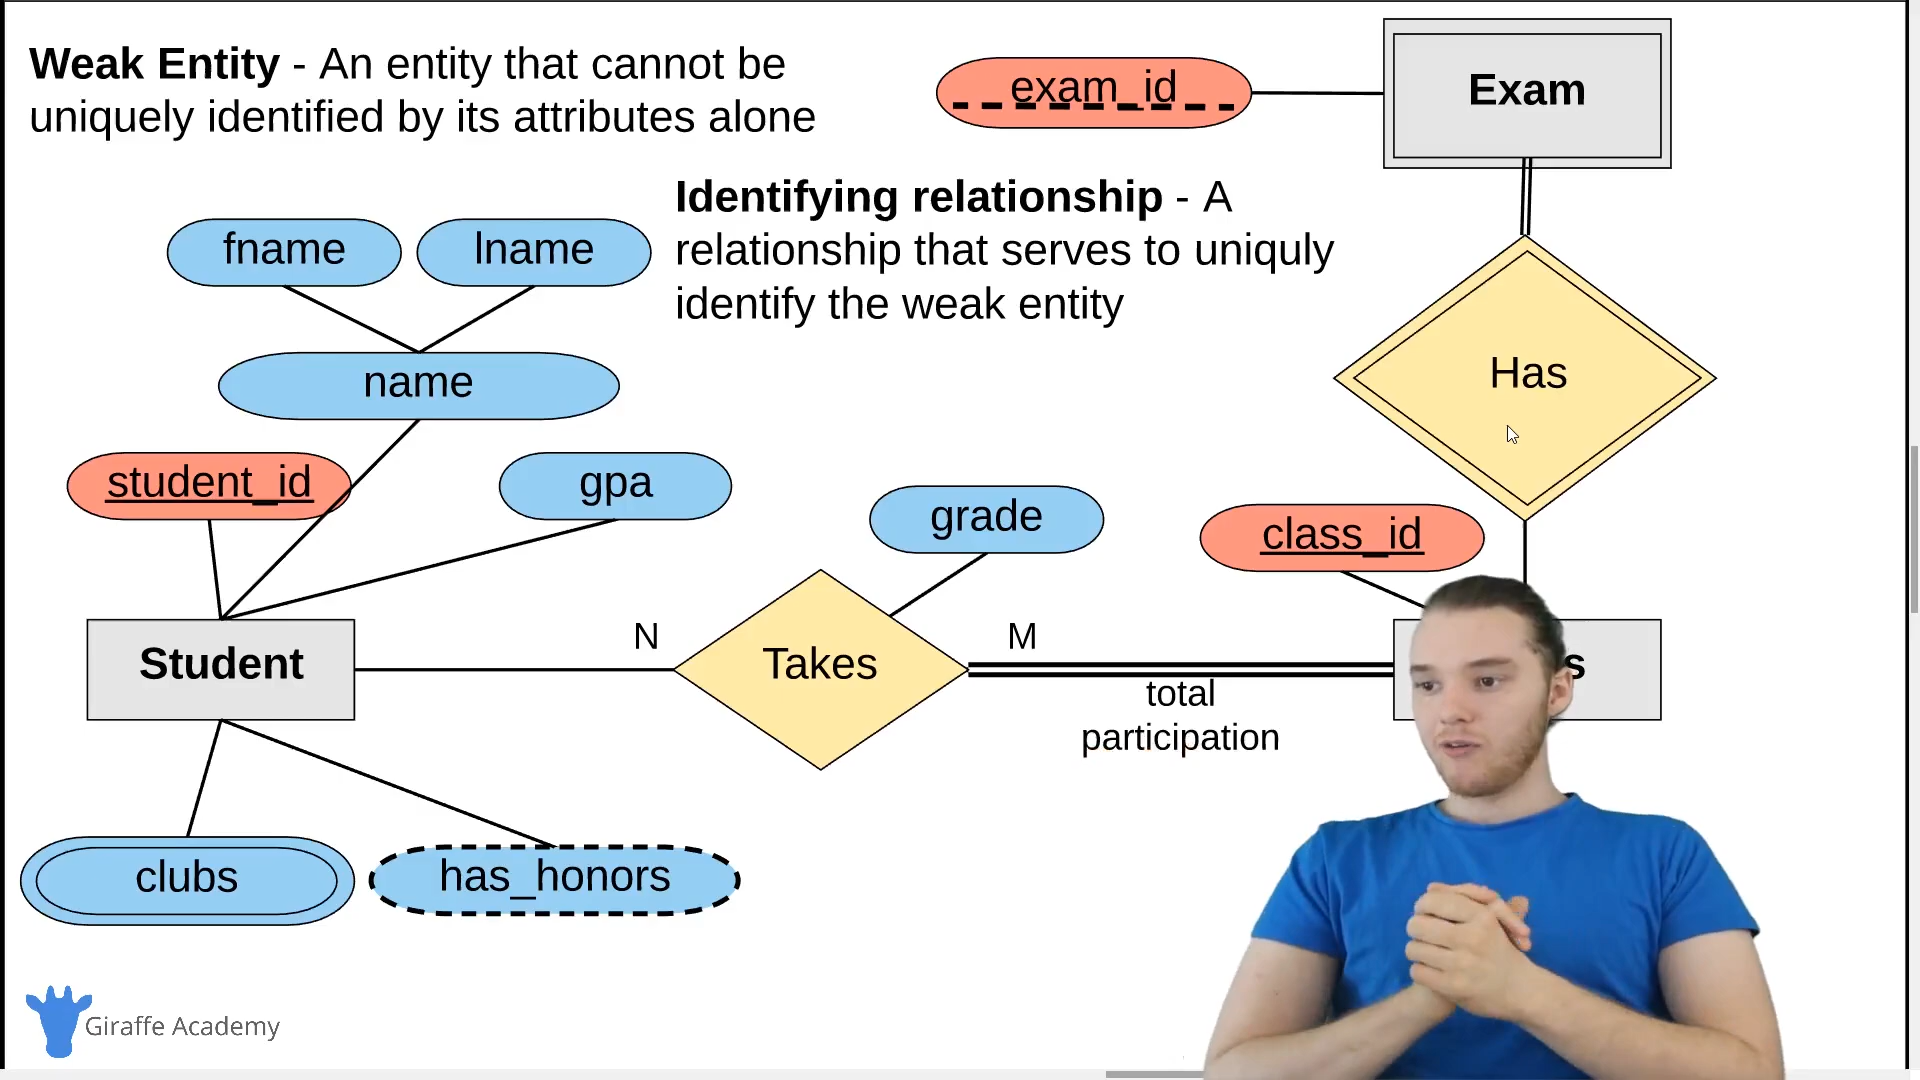 Weak Entity - An entity that cannot be
uniquely identified by its attributes alone
exam_id
Exam
Identifying relationship - A
relationship that serves to uniquly
identify the weak entity
fname
lname
name
Has
student_id
gpa
grade
class_id
Student
N
Takes
M
total
participation
s
clubs
has_honors
Giraffe Academy